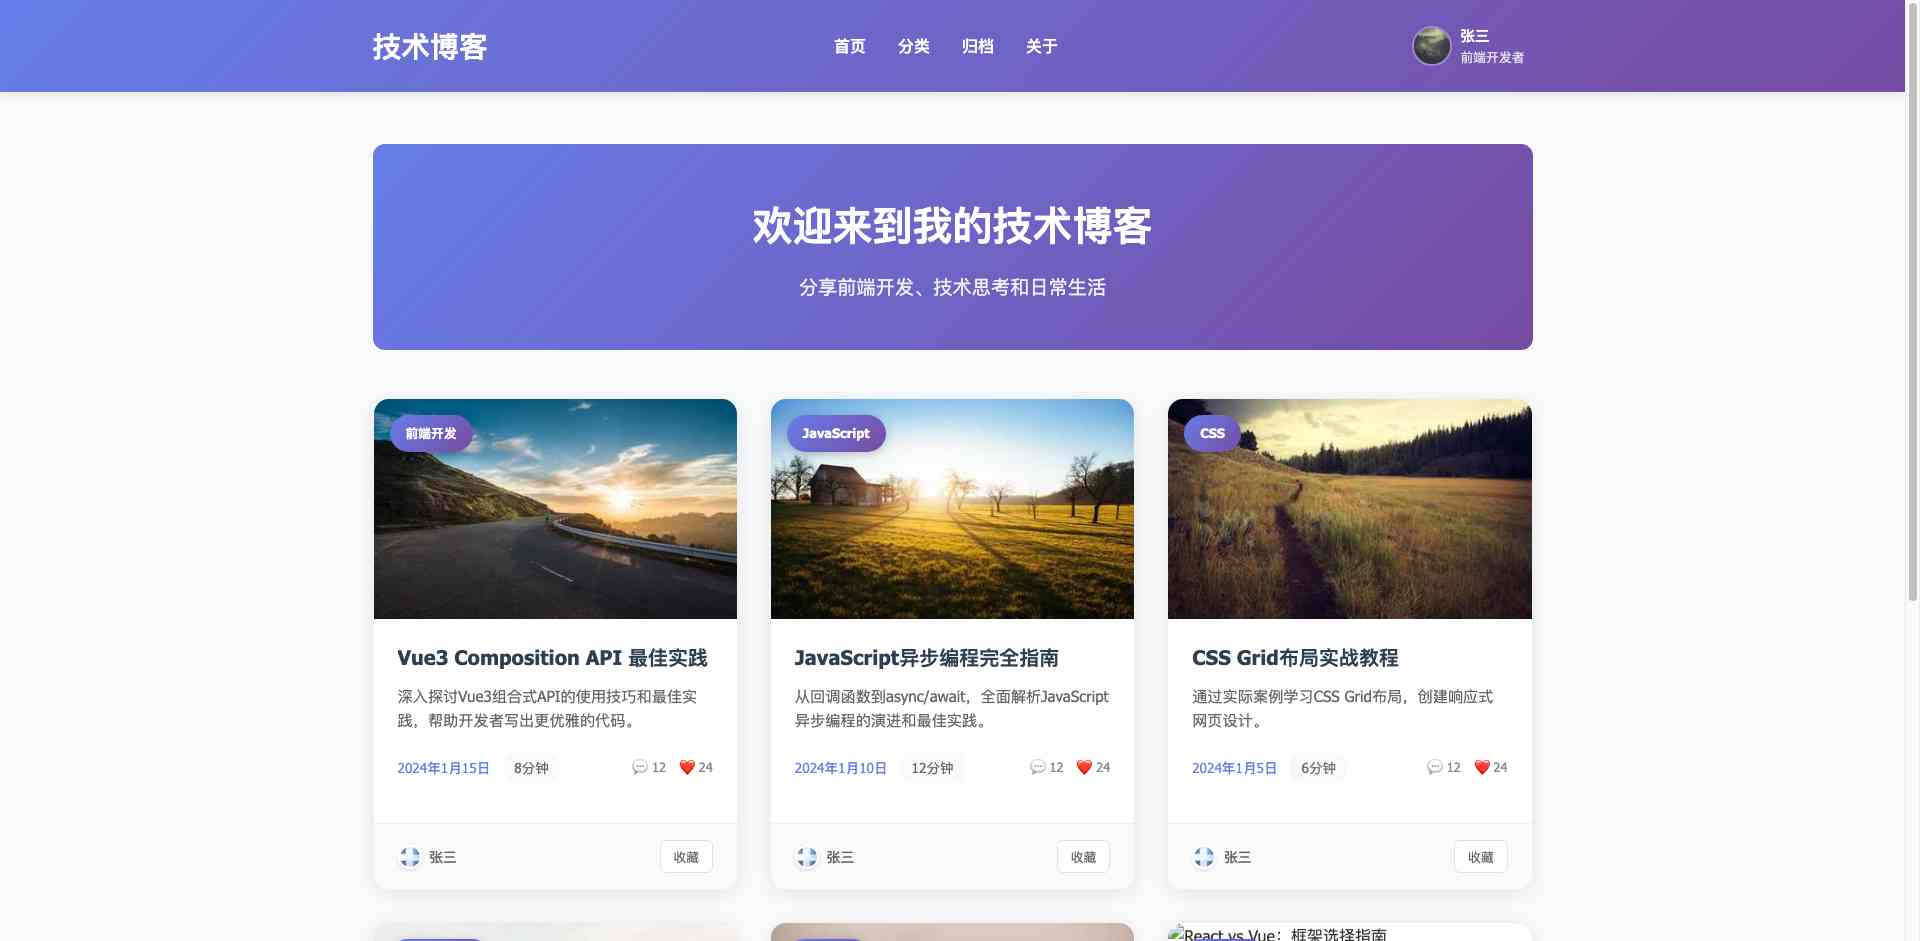 技术博客
首页
分类
归档
关于
张三
前端开发者
欢迎来到我的技术博客
分享前端开发、技术思考和日常生活
前端开发
Vue3 Composition API 最佳实践
深入探讨Vue3组合式API的使用技巧和最佳实
践，帮助开发者写出更优雅的代码。
2024年1月15日
8分钟
12
24
张三
收藏
JavaScript
JavaScript异步编程完全指南
从回调函数到async/await，全面解析JavaScript
异步编程的演进和最佳实践。
2024年1月10日
12分钟
12
24
张三
收藏
CSS
CSS Grid布局实战教程
通过实际案例学习CSS Grid布局，创建响应式
网页设计。
2024年1月5日
6分钟
12
24
张三
收藏
React vs Vue：框架选择指南